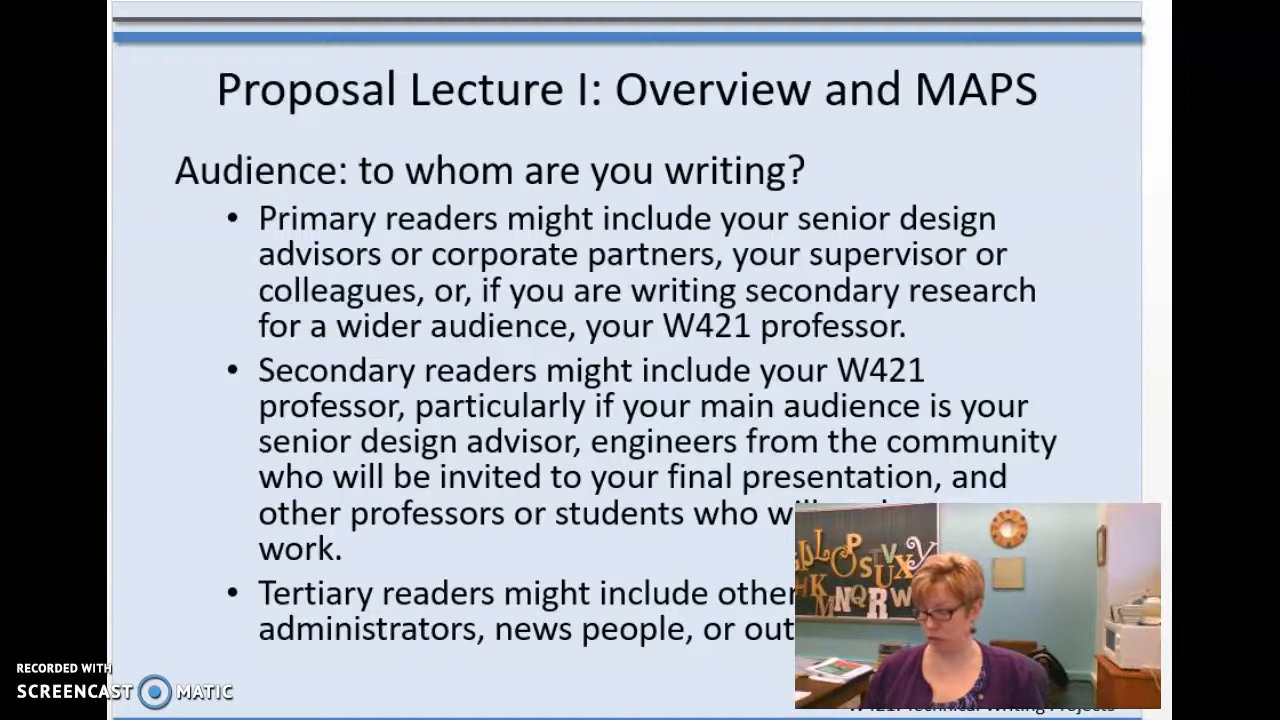 Proposal Lecture I: Overview and MAPS
Audience: to whom are you writing?
• Primary readers might include your senior design
advisors or corporate partners, your supervisor or
colleagues, or, if you are writing secondary research
for a wider audience, your W421 professor.
• Secondary readers might include your W421
professor, particularly if your main audience is your
senior design advisor, engineers from the community
who will be invited to your final presentation, and
other professors or students who
work.
• Tertiary readers might include other
administrators, news people, or
W421: Technical Writing Projects
RECORDED WITH
SCREENCAST MATIC